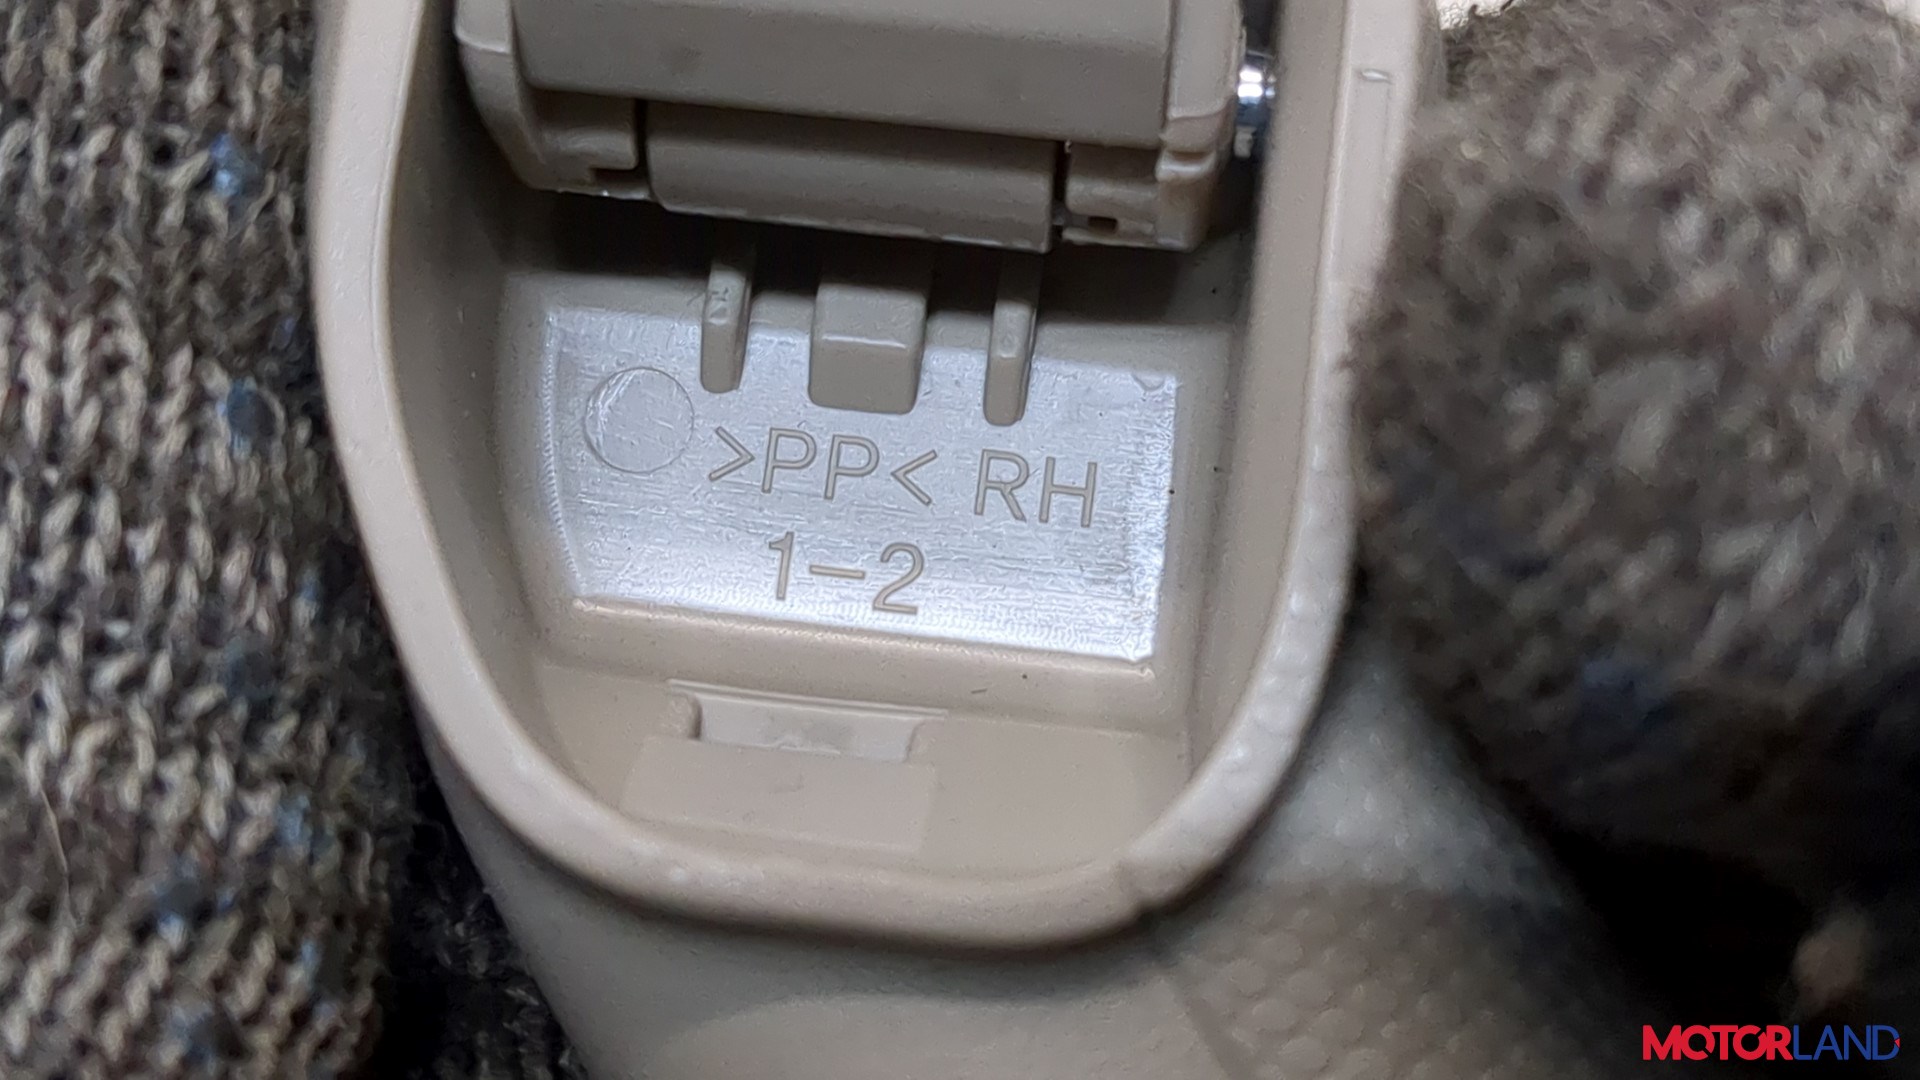 >PP< RH
1-2
MOTORLAND